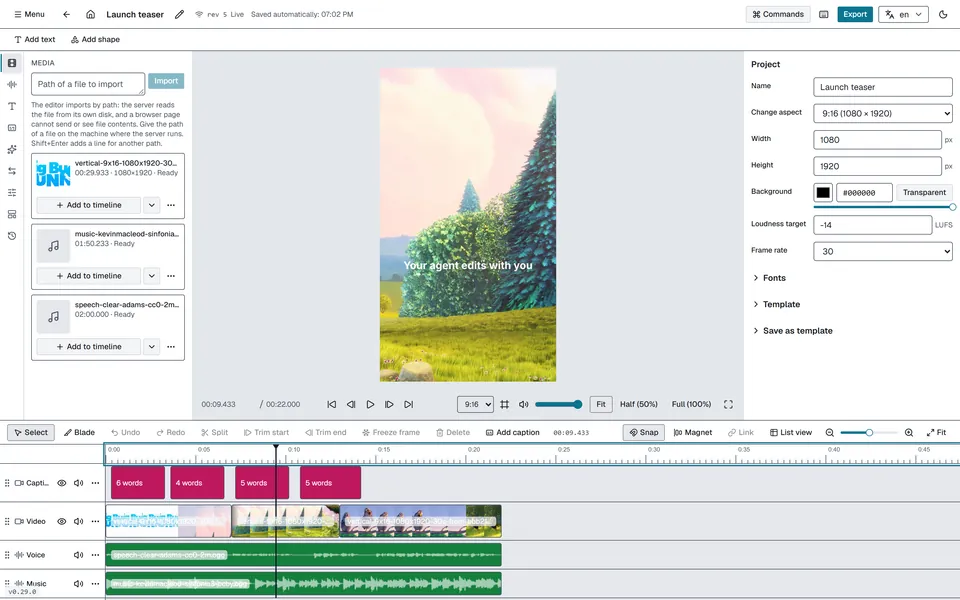 Menu
Launch teaser
rev 5 Live
Saved automatically: 07:02 PM
Commands
Export
en
Add text
Add shape
MEDIA
Path of a file to import
Import
The editor imports by path: the server reads
the file from its own disk, and a browser page
cannot send or see file contents. Give the path
of a file on the machine where the server runs.
Shift+Enter adds a line for another path.
vertical-9x16-1080x1920-30...
00:29.933 · 1080×1920 · Ready
+ Add to timeline
music-kevinmacleod-sinfonia...
01:50.233 · Ready
+ Add to timeline
speech-clear-adams-cc0-2m...
02:00.000 · Ready
+ Add to timeline
Your agent edits with you
00:09.433 / 00:22.000
9:16
Fit
Half (50%)
Full (100%)
Project
Name
Launch teaser
Change aspect
9:16 (1080 × 1920)
Width
1080
px
Height
1920
px
Background
#000000
Transparent
Loudness target
-14
LUFS
Frame rate
30
Fonts
Template
Save as template
Select
Blade
Undo
Redo
Split
Trim start
Trim end
Freeze frame
Delete
Add caption
00:09.433
Snap
Magnet
Link
List view
Fit
0:00
0:05
0:10
0:15
0:20
0:25
0:30
0:35
0:40
0:45
Capti...
6 words
4 words
5 words
5 words
Video
Voice
speech-clear-adams-cc0-2m.ogg
Music
v0.29.0